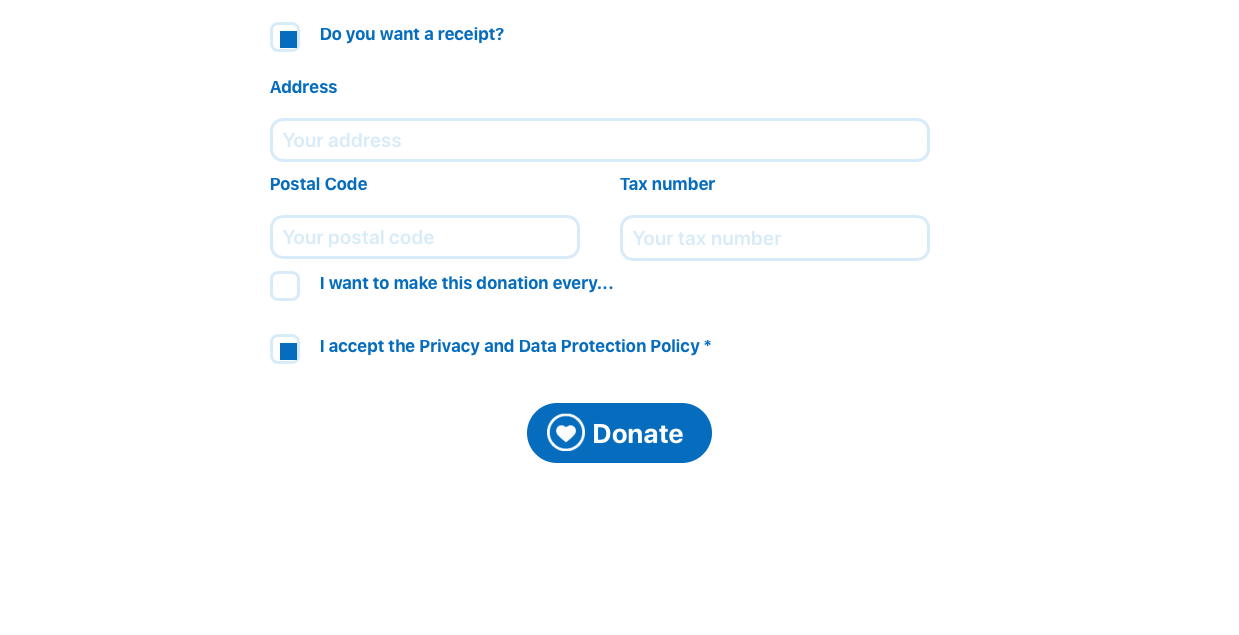 Do you want a receipt?
Address
Your address
Postal Code
Tax number
Your postal code
Your tax number
I want to make this donation every...
I accept the Privacy and Data Protection Policy *
Donate